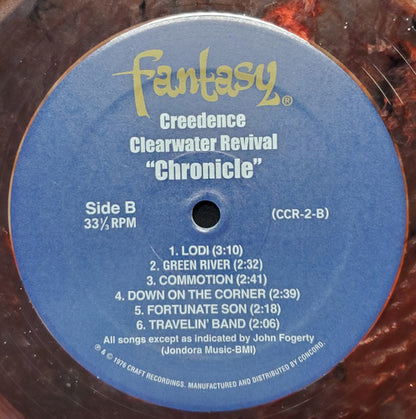 fantasy®
Creedence
Clearwater Revival
"Chronicle"
Side B
33⅓ RPM
(CCR-2-B)
1. LODI (3:10)
2. GREEN RIVER (2:32)
3. COMMOTION (2:41)
4. DOWN ON THE CORNER (2:39)
5. FORTUNATE SON (2:18)
6. TRAVELIN' BAND (2:06)
All songs except as indicated by John Fogerty
(Jondora Music-BMI)
℗ & © 1976 CRAFT RECORDINGS. MANUFACTURED AND DISTRIBUTED BY CONCORD.